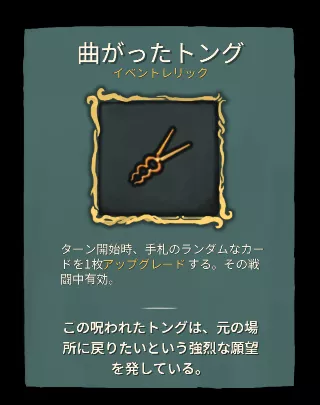 曲がったトング
イベントレリック
ターン開始時、手札のランダムなカー
ドを1枚アップグレードする。その戦
闘中有効。
この呪われたトングは、元の場
所に戻りたいという強烈な願望
を発している。